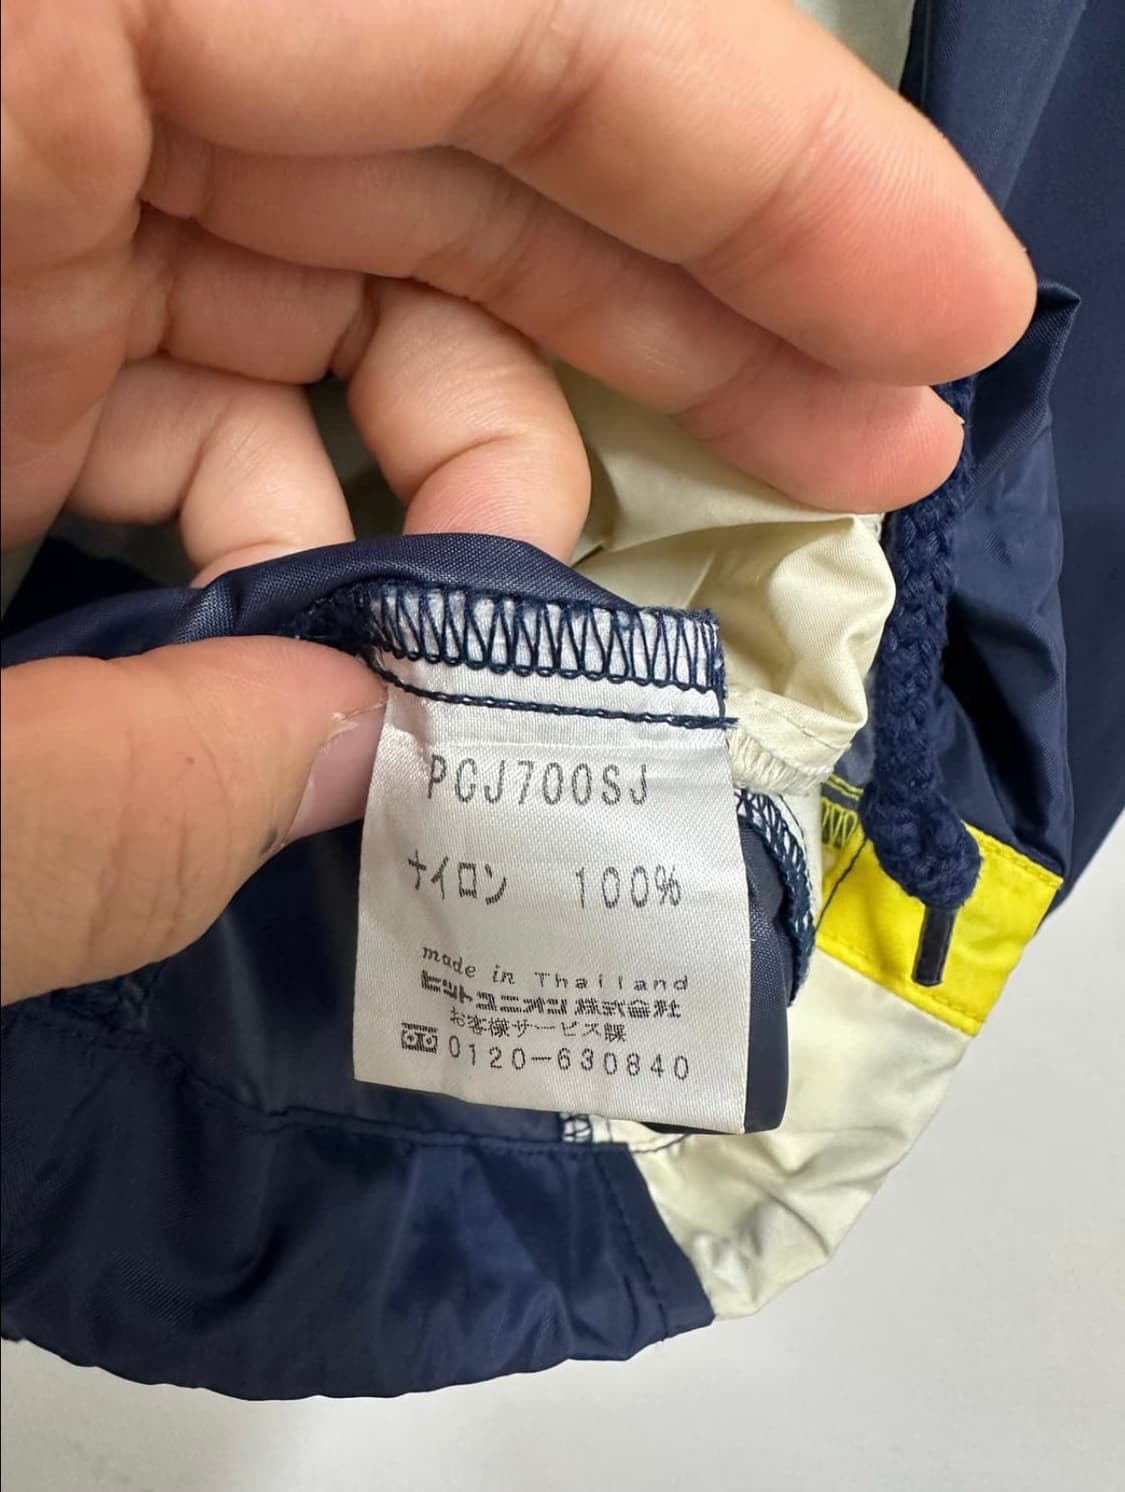 PCJ700SJ
ナイロン 100%
made in Thailand
ヒットユニオン株式会社
お客様サービス課
0120-630840